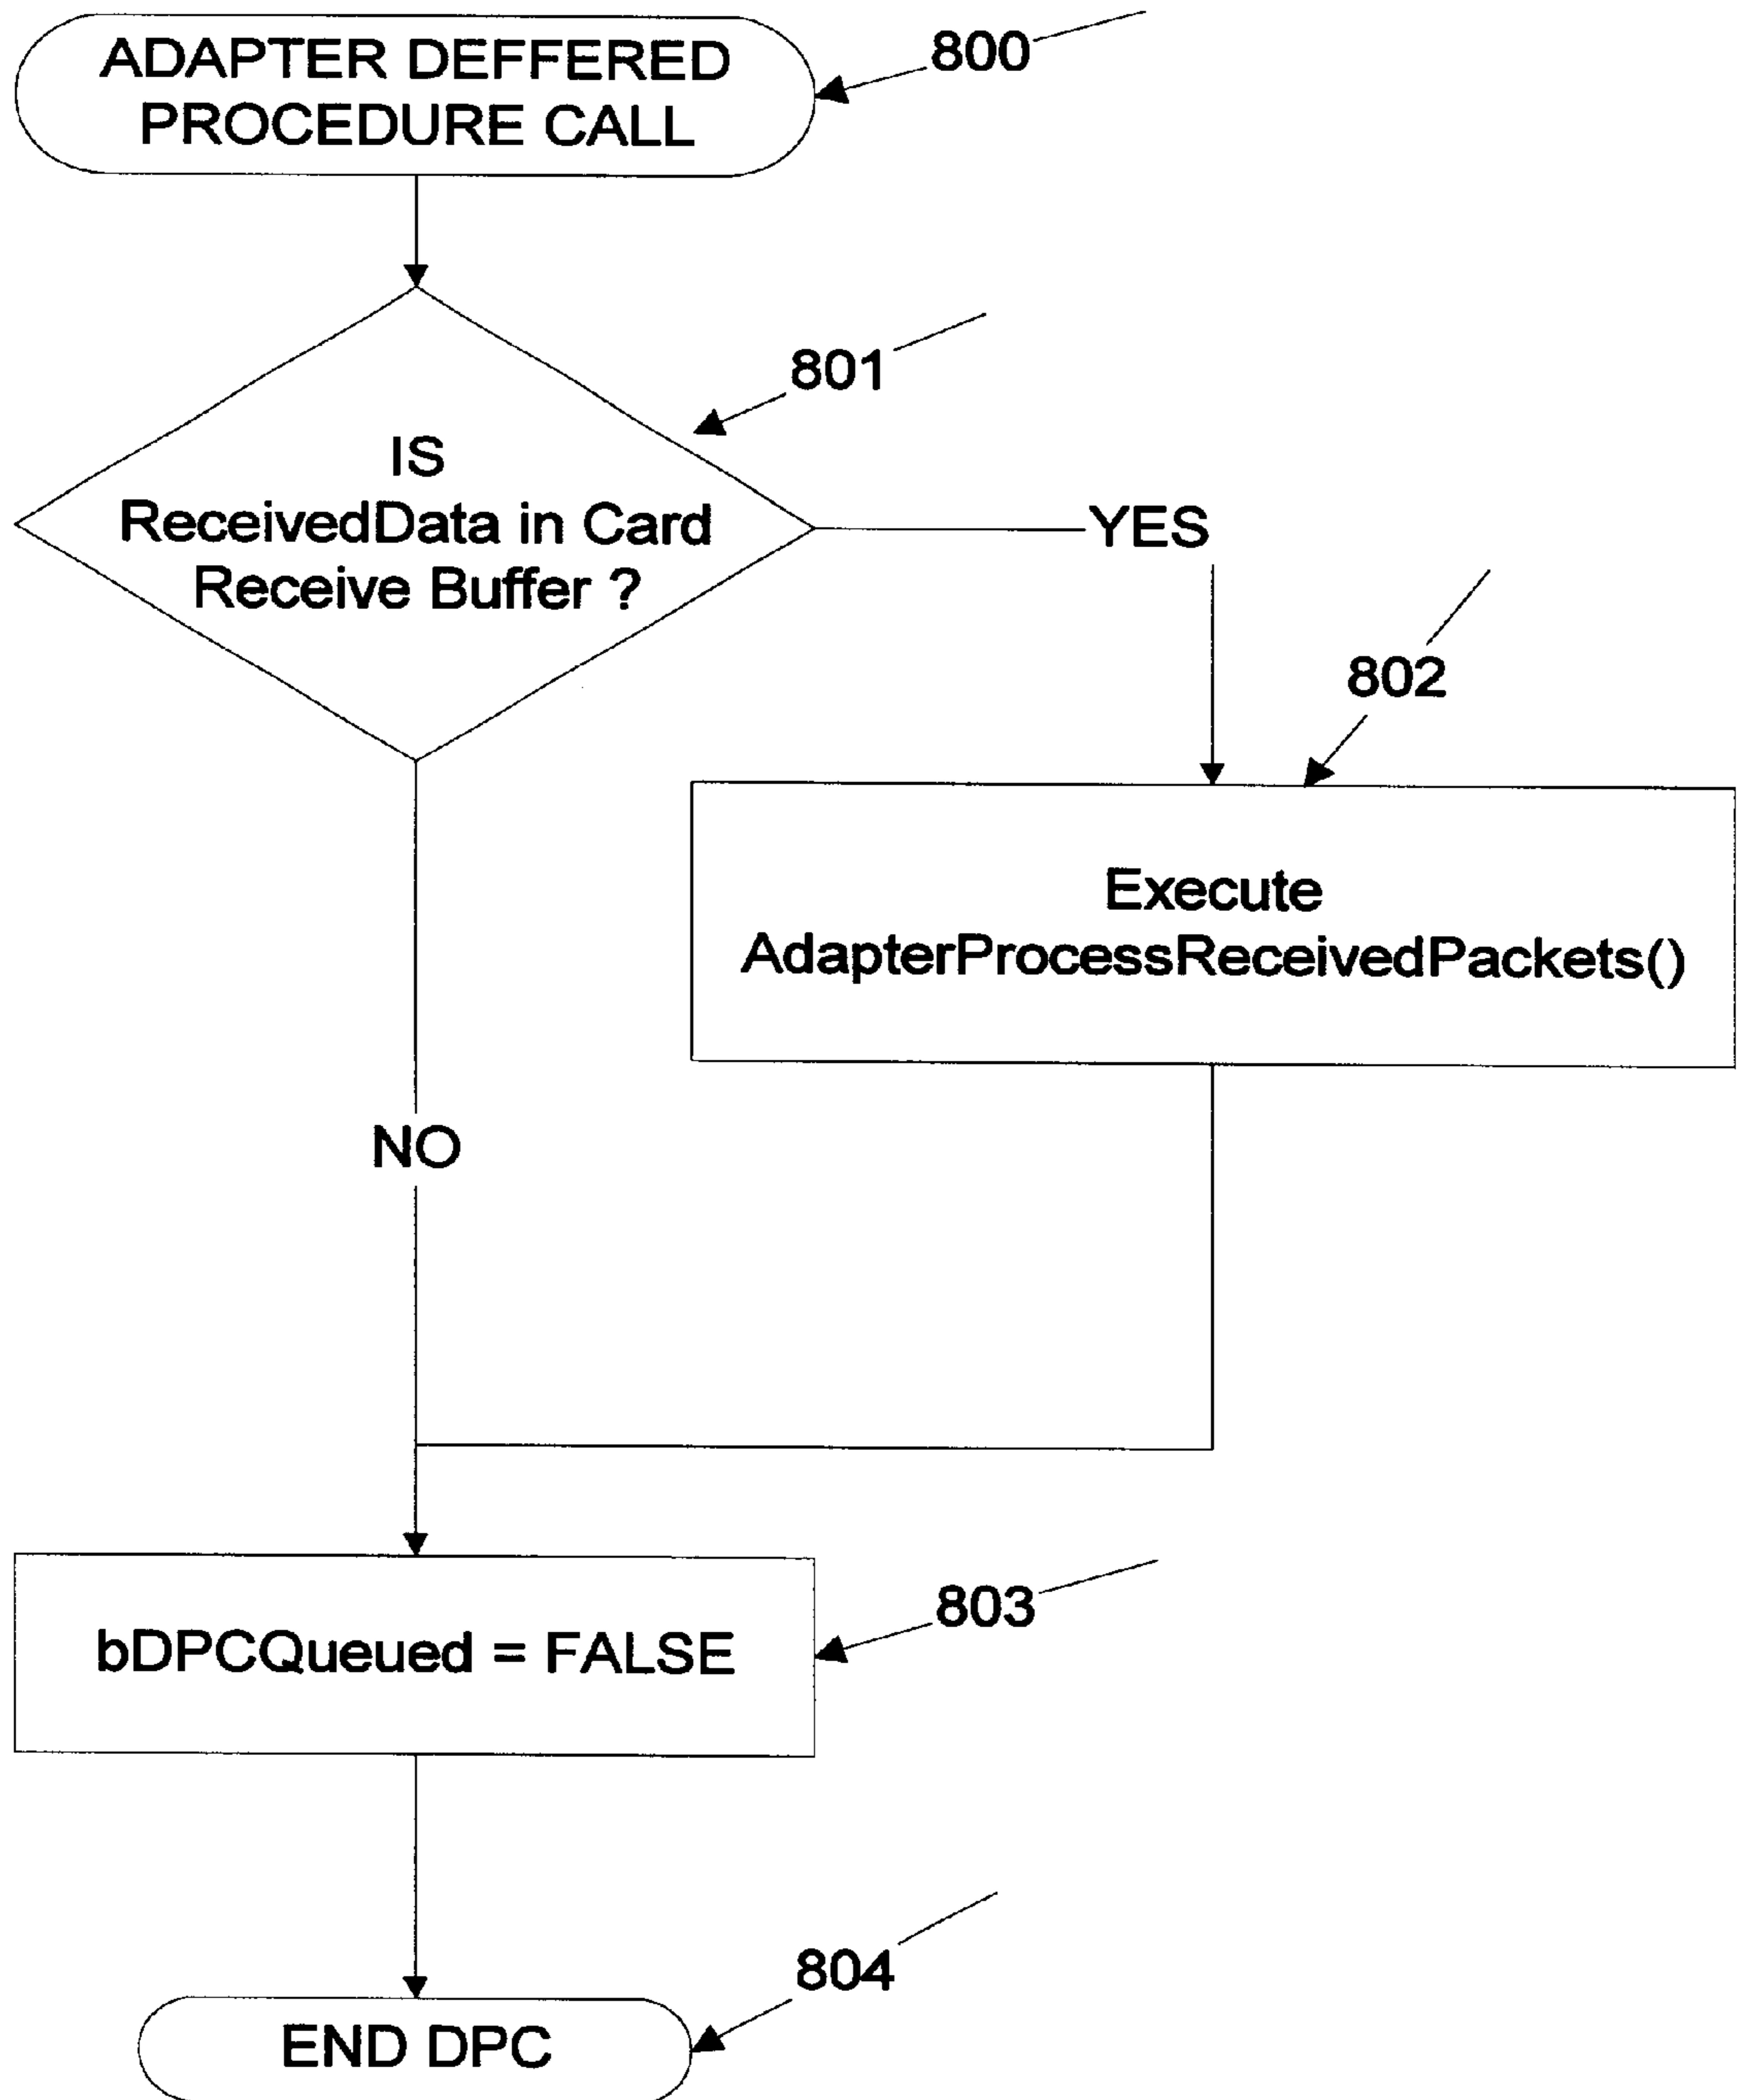 ADAPTER DEFFERED
PROCEDURE CALL
800
801
IS
ReceivedData in Card
Receive Buffer ?
YES
802
Execute
AdapterProcessReceivedPackets()
NO
803
bDPCQueued = FALSE
804
END DPC